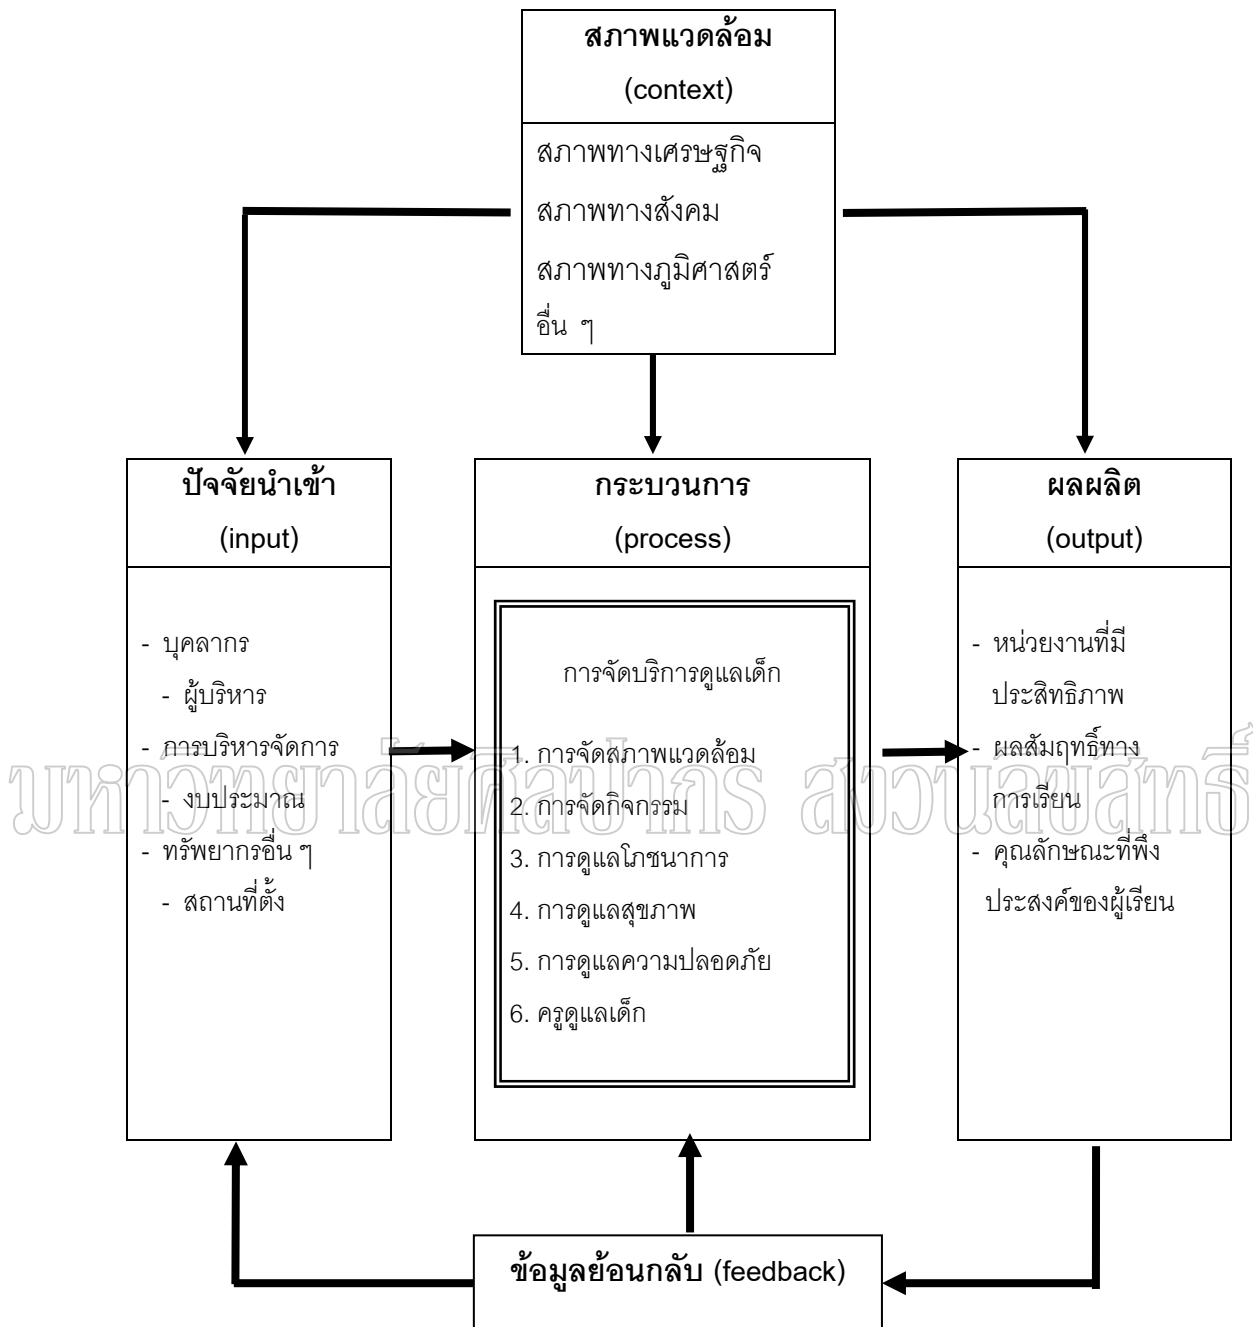 สภาพแวดล้อม
(context)
สภาพทางเศรษฐกิจ
สภาพทางสังคม
สภาพทางภูมิศาสตร์
อื่น ๆ
ปัจจัยนำเข้า
(input)
- บุคลากร
- ผู้บริหาร
- การบริหารจัดการ
- งบประมาณ
- ทรัพยากรอื่น ๆ
- สถานที่ตั้ง
กระบวนการ
(process)
การจัดบริการดูแลเด็ก
1. การจัดสภาพแวดล้อม
2. การจัดกิจกรรม
3. การดูแลโภชนาการ
4. การดูแลสุขภาพ
5. การดูแลความปลอดภัย
6. ครูดูแลเด็ก
ผลผลิต
(output)
- หน่วยงานที่มี
ประสิทธิภาพ
- ผลสัมฤทธิ์ทาง
การเรียน
- คุณลักษณะที่พึง
ประสงค์ของผู้เรียน
มหาวิทยาลัยศิลปากร สงวนลิขสิทธิ์
ข้อมูลย้อนกลับ (feedback)